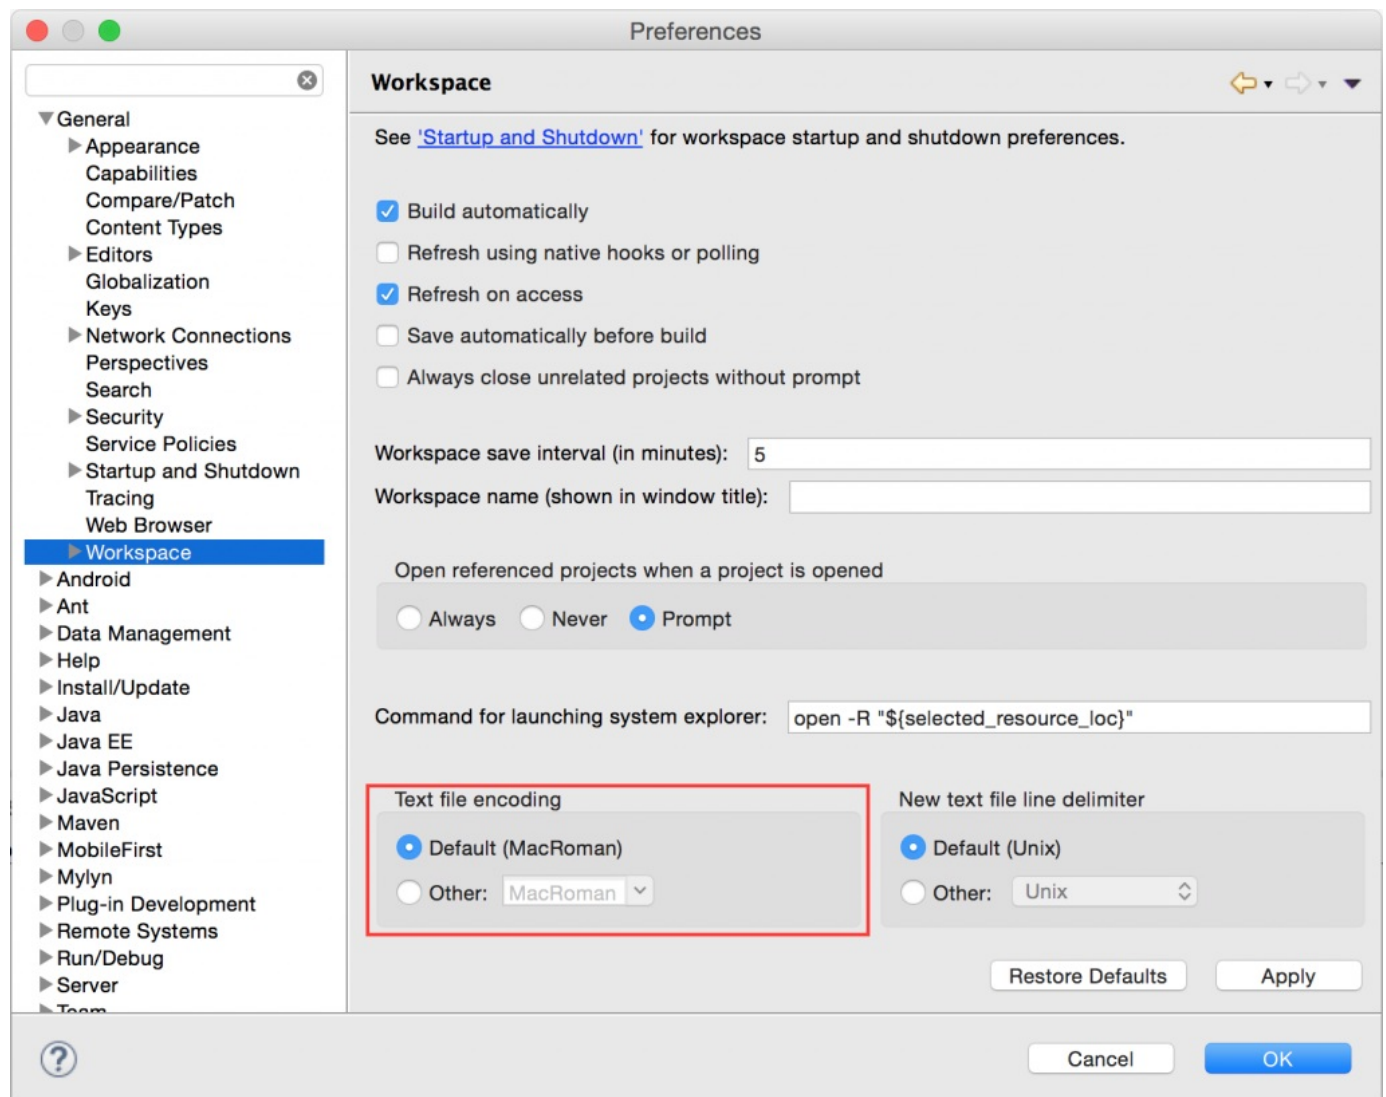 Preferences
Workspace
General
Appearance
Capabilities
Compare/Patch
Content Types
Editors
Globalization
Keys
Network Connections
Perspectives
Search
Security
Service Policies
Startup and Shutdown
Tracing
Web Browser
Workspace
Android
Ant
Data Management
Help
Install/Update
Java
Java EE
Java Persistence
JavaScript
Maven
MobileFirst
Mylyn
Plug-in Development
Remote Systems
Run/Debug
Server
Team
See 'Startup and Shutdown' for workspace startup and shutdown preferences.
Build automatically
Refresh using native hooks or polling
Refresh on access
Save automatically before build
Always close unrelated projects without prompt
Workspace save interval (in minutes): 5
Workspace name (shown in window title):
Open referenced projects when a project is opened
Always Never Prompt
Command for launching system explorer: open -R "${selected_resource_loc}"
Text file encoding
Default (MacRoman)
Other: MacRoman
New text file line delimiter
Default (Unix)
Other: Unix
Restore Defaults Apply
? Cancel OK